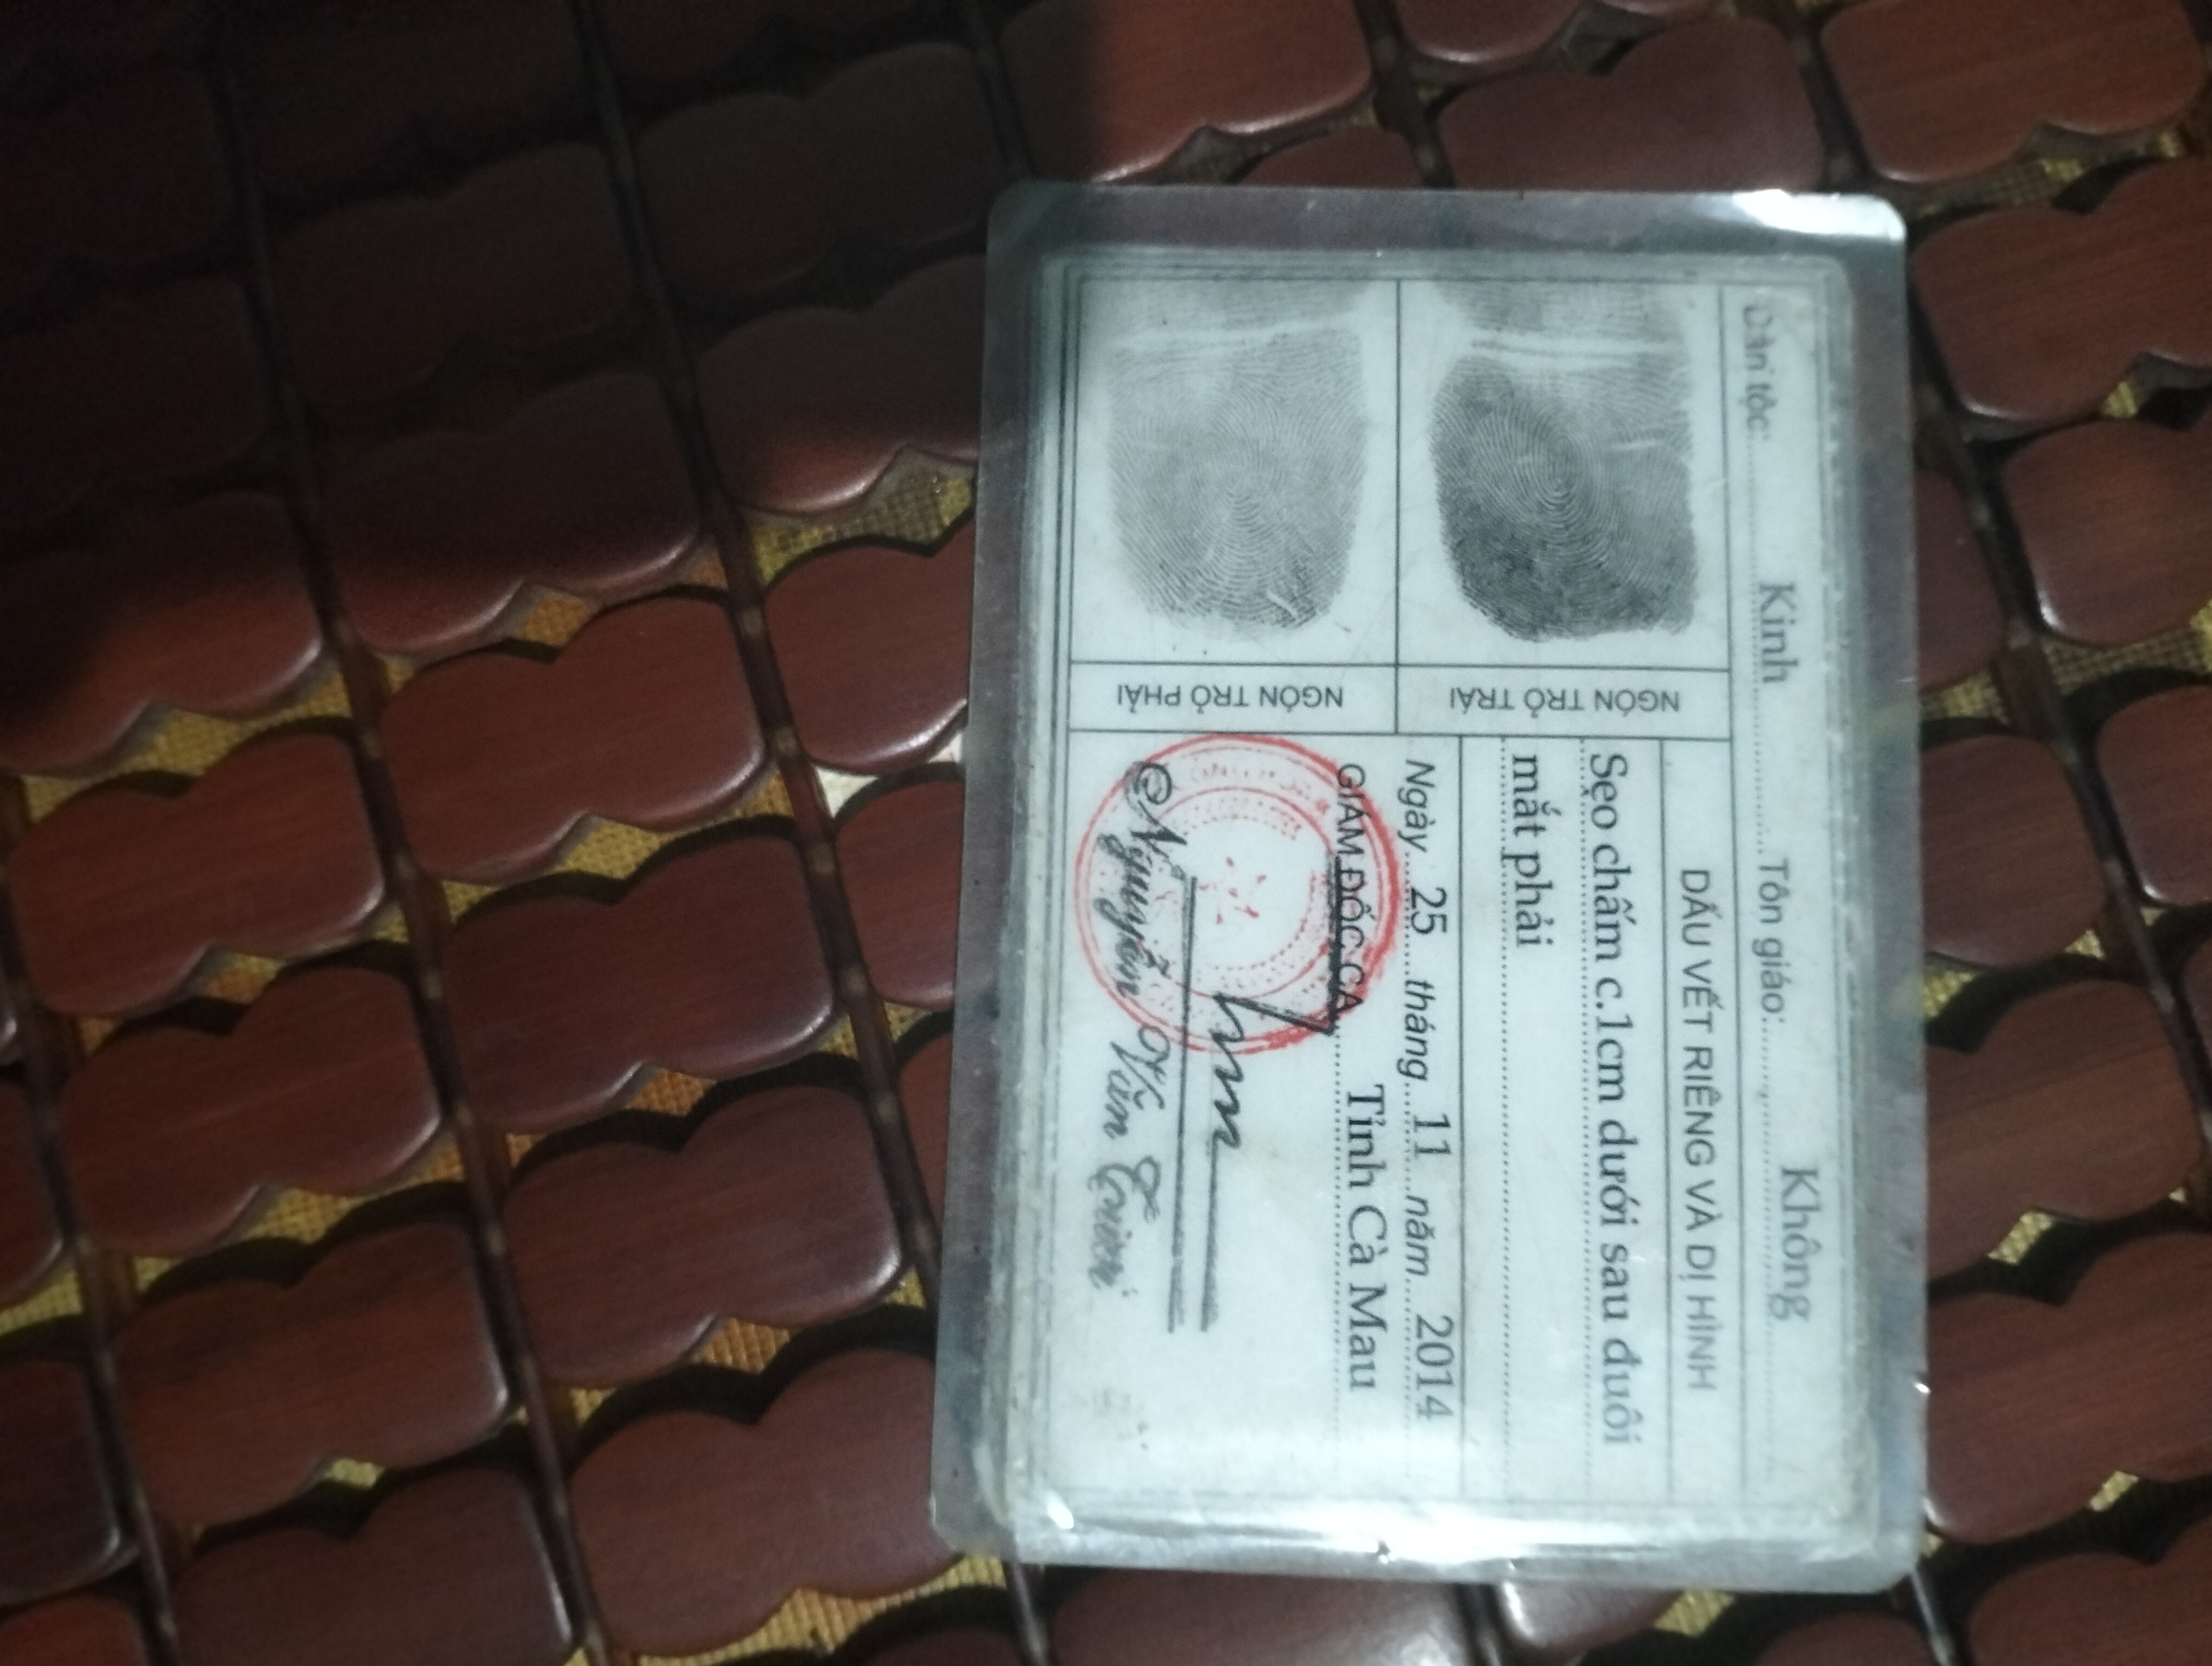 Dân tộc: Kinh Tôn giáo: Không
DẤU VẾT RIÊNG VÀ DỊ HÌNH
NGÓN TRỎ TRÁI
Sẹo chấm c.1cm dưới sau đuôi
mắt phải
Ngày 25 tháng 11 năm 2014
NGÓN TRỎ PHẢI
GIÁM ĐỐC CA Tỉnh Cà Mau
Nguyễn Văn